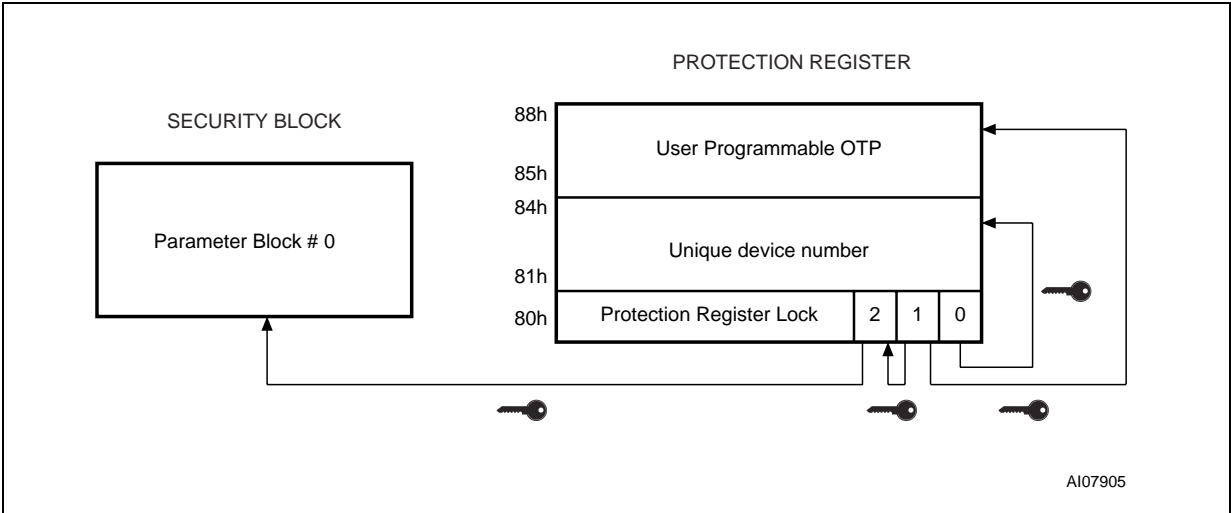 PROTECTION REGISTER
SECURITY BLOCK
88h
User Programmable OTP
85h
84h
Parameter Block # 0
Unique device number
81h
80h
Protection Register Lock 2 1 0
AI07905